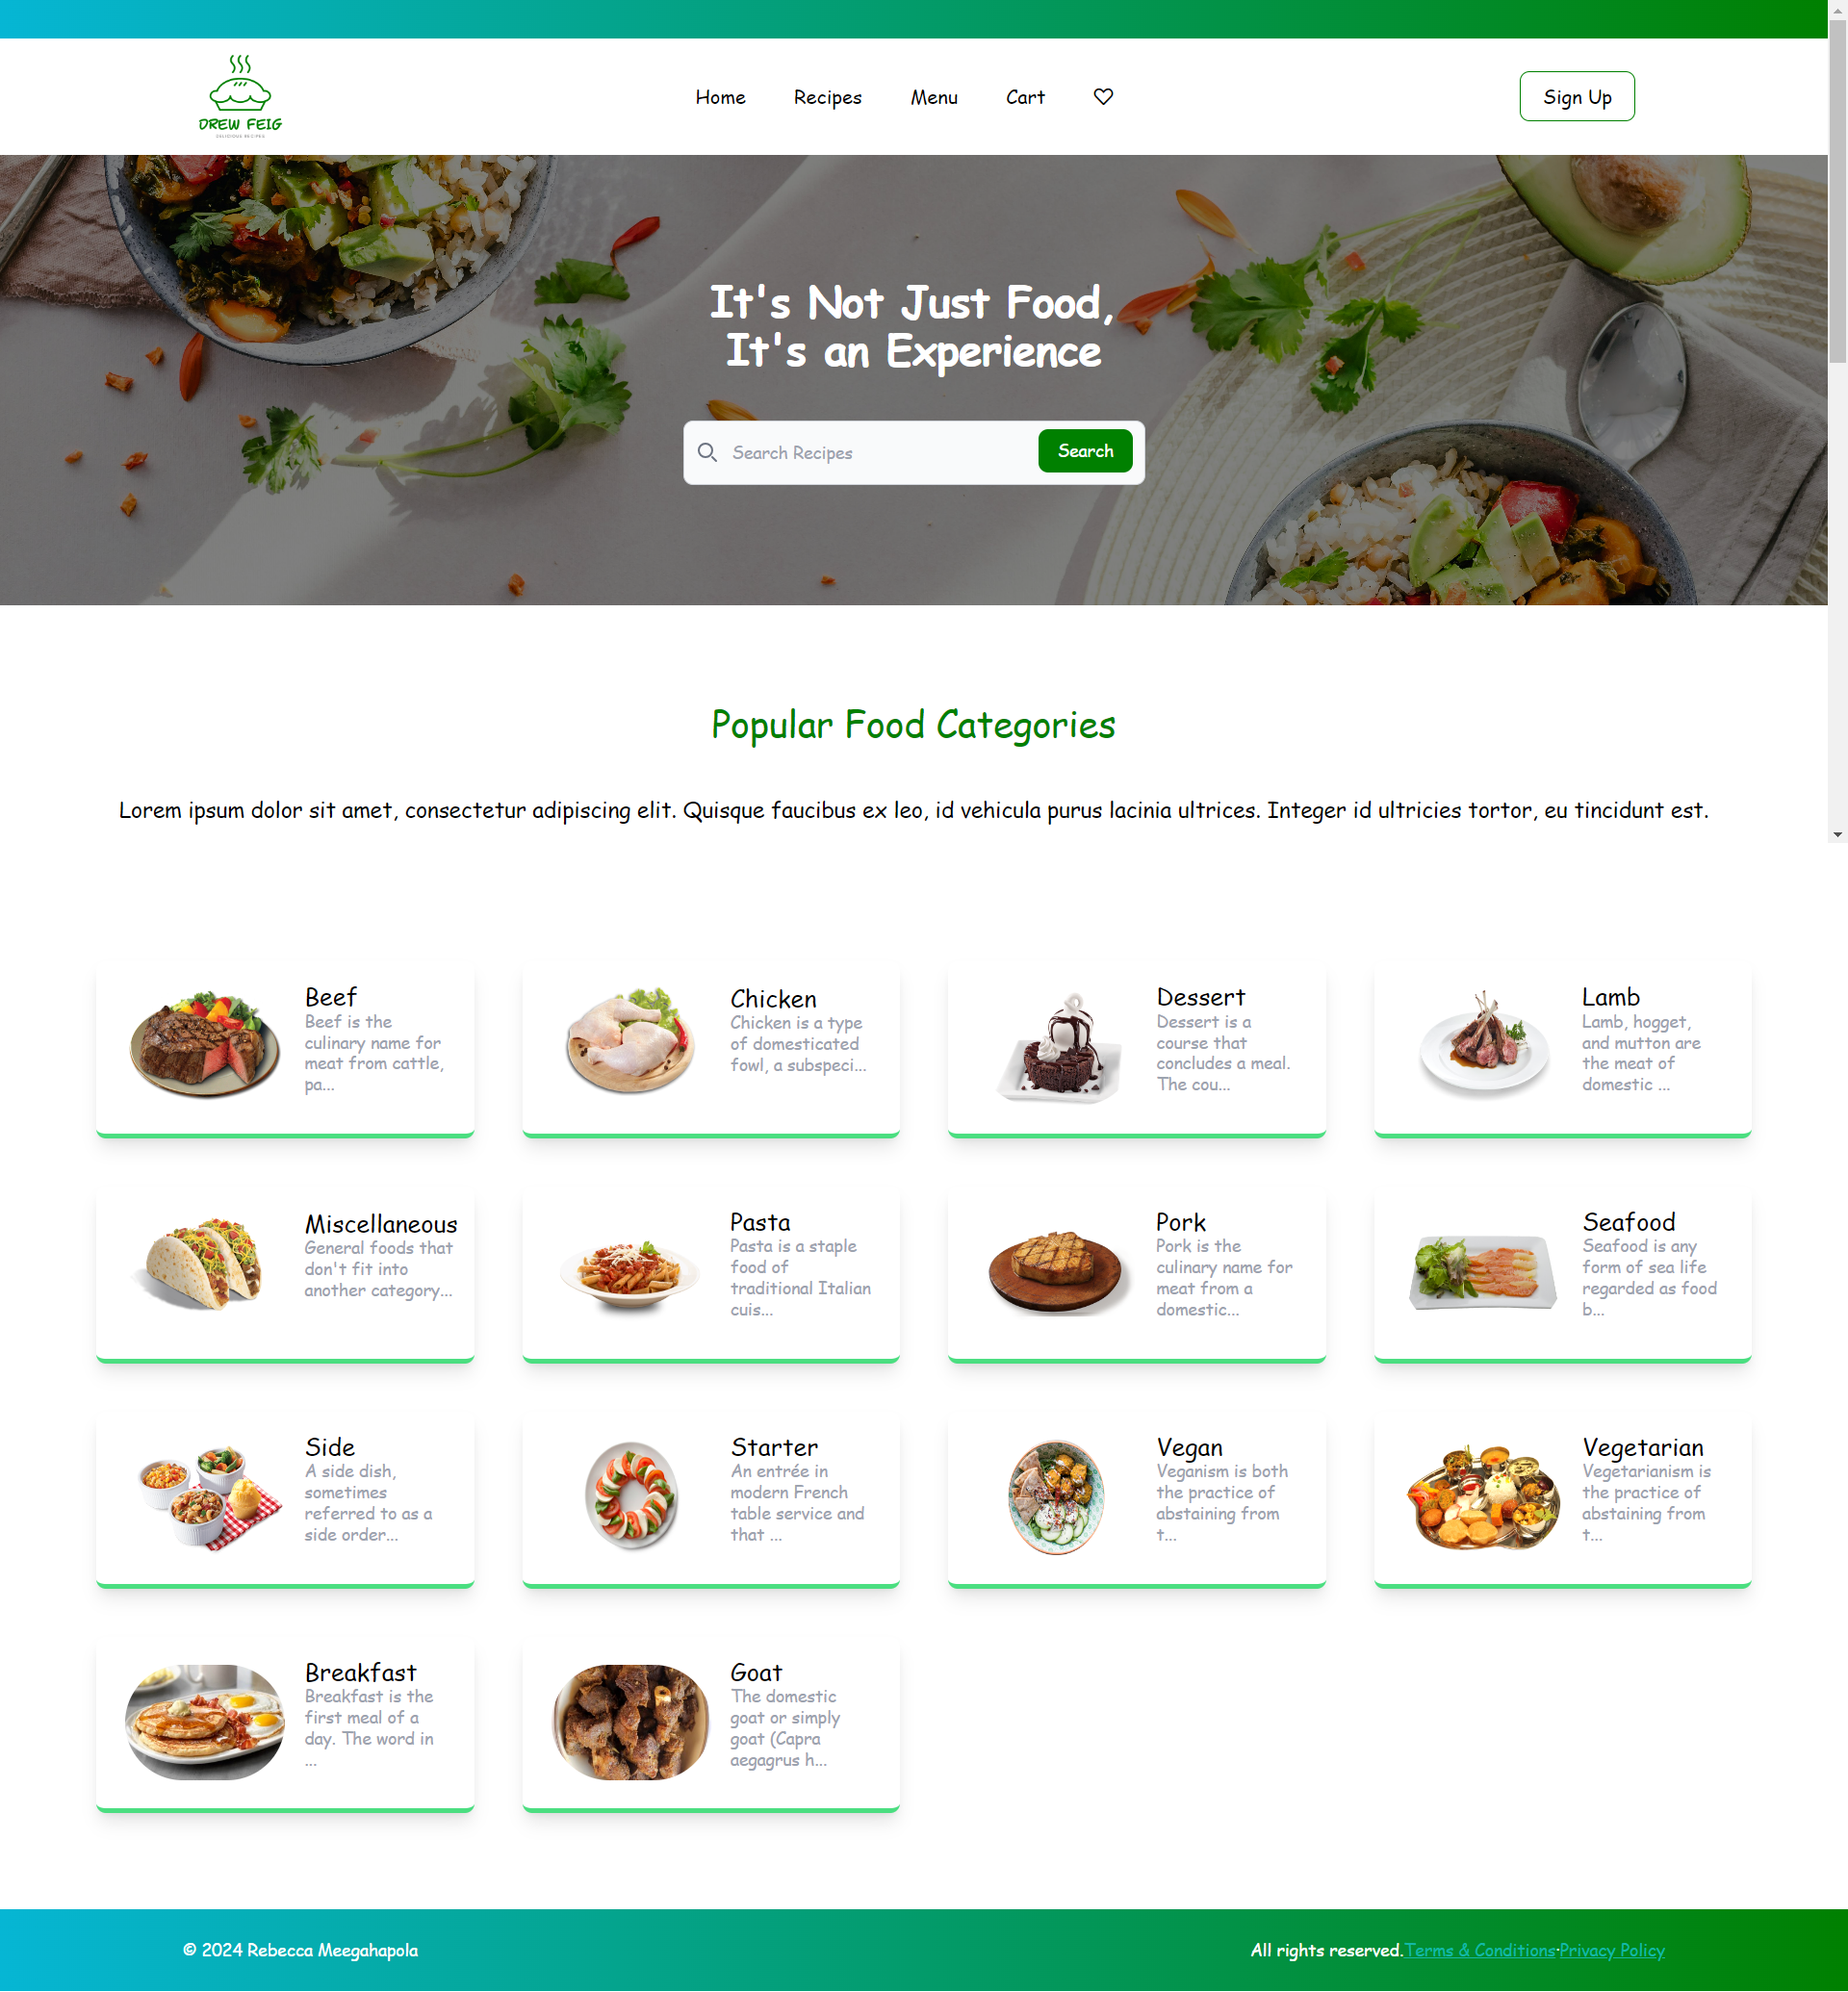 DREW FEIG
DELICIOUS RECIPES
Home
Recipes
Menu
Cart
Sign Up
It's Not Just Food,
It's an Experience
Search Recipes
Search
Popular Food Categories
Lorem ipsum dolor sit amet, consectetur adipiscing elit. Quisque faucibus ex leo, id vehicula purus lacinia ultrices. Integer id ultricies tortor, eu tincidunt est.
Beef
Beef is the
culinary name for
meat from cattle,
pa...
Chicken
Chicken is a type
of domesticated
fowl, a subspeci...
Dessert
Dessert is a
course that
concludes a meal.
The cou...
Lamb
Lamb, hogget,
and mutton are
the meat of
domestic ...
Miscellaneous
General foods that
don't fit into
another category...
Pasta
Pasta is a staple
food of
traditional Italian
cuis...
Pork
Pork is the
culinary name for
meat from a
domestic...
Seafood
Seafood is any
form of sea life
regarded as food
b...
Side
A side dish,
sometimes
referred to as a
side order...
Starter
An entrée in
modern French
table service and
that ...
Vegan
Veganism is both
the practice of
abstaining from
t...
Vegetarian
Vegetarianism is
the practice of
abstaining from
t...
Breakfast
Breakfast is the
first meal of a
day. The word in
...
Goat
The domestic
goat or simply
goat (Capra
aegagrus h...
© 2024 Rebecca Meegahapola
All rights reserved.Terms & Conditions·Privacy Policy